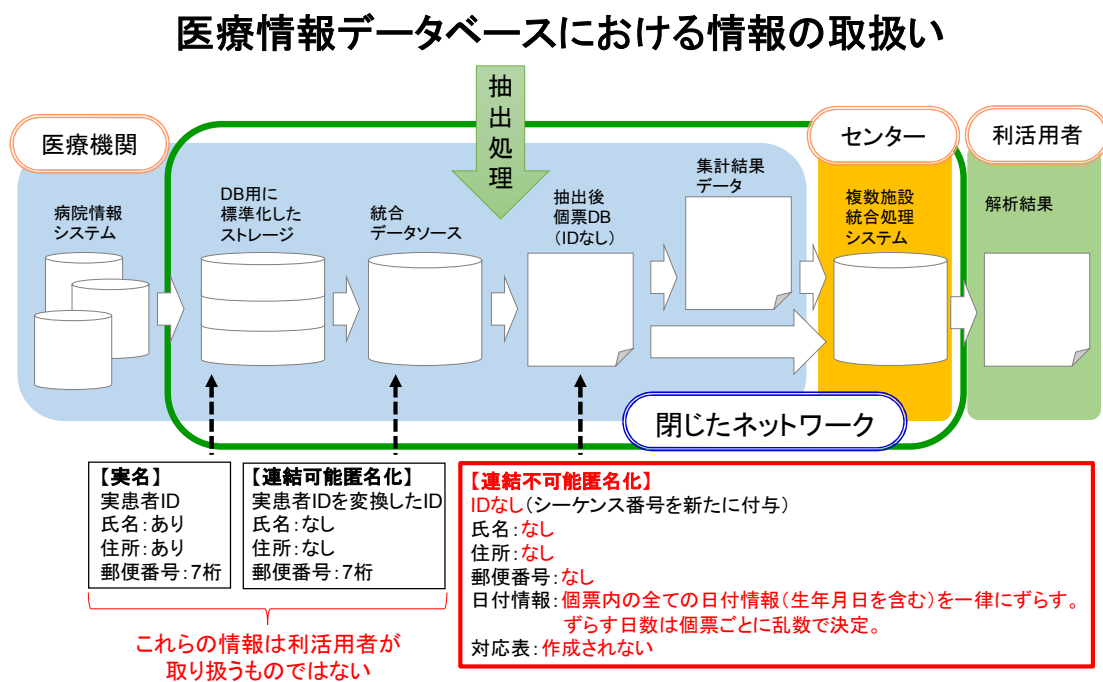 医療情報データベースにおける情報の取扱い
抽
出
処
理
医療機関
センター
利活用者
病院情報
システム
DB用に
標準化した
ストレージ
統合
データソース
抽出後
個票DB
（IDなし）
集計結果
データ
複数施設
統合処理
システム
解析結果
閉じたネットワーク
【実名】
実患者ID
氏名：あり
住所：あり
郵便番号：7桁
【連結可能匿名化】
実患者IDを変換したID
氏名：なし
住所：なし
郵便番号：7桁
これらの情報は利活用者が
取り扱うものではない
【連結不可能匿名化】
IDなし（シーケンス番号を新たに付与）
氏名：なし
住所：なし
郵便番号：なし
日付情報：個票内の全ての日付情報（生年月日を含む）を一律にずらす。
ずらす日数は個票ごとに乱数で決定。
対応表：作成されない